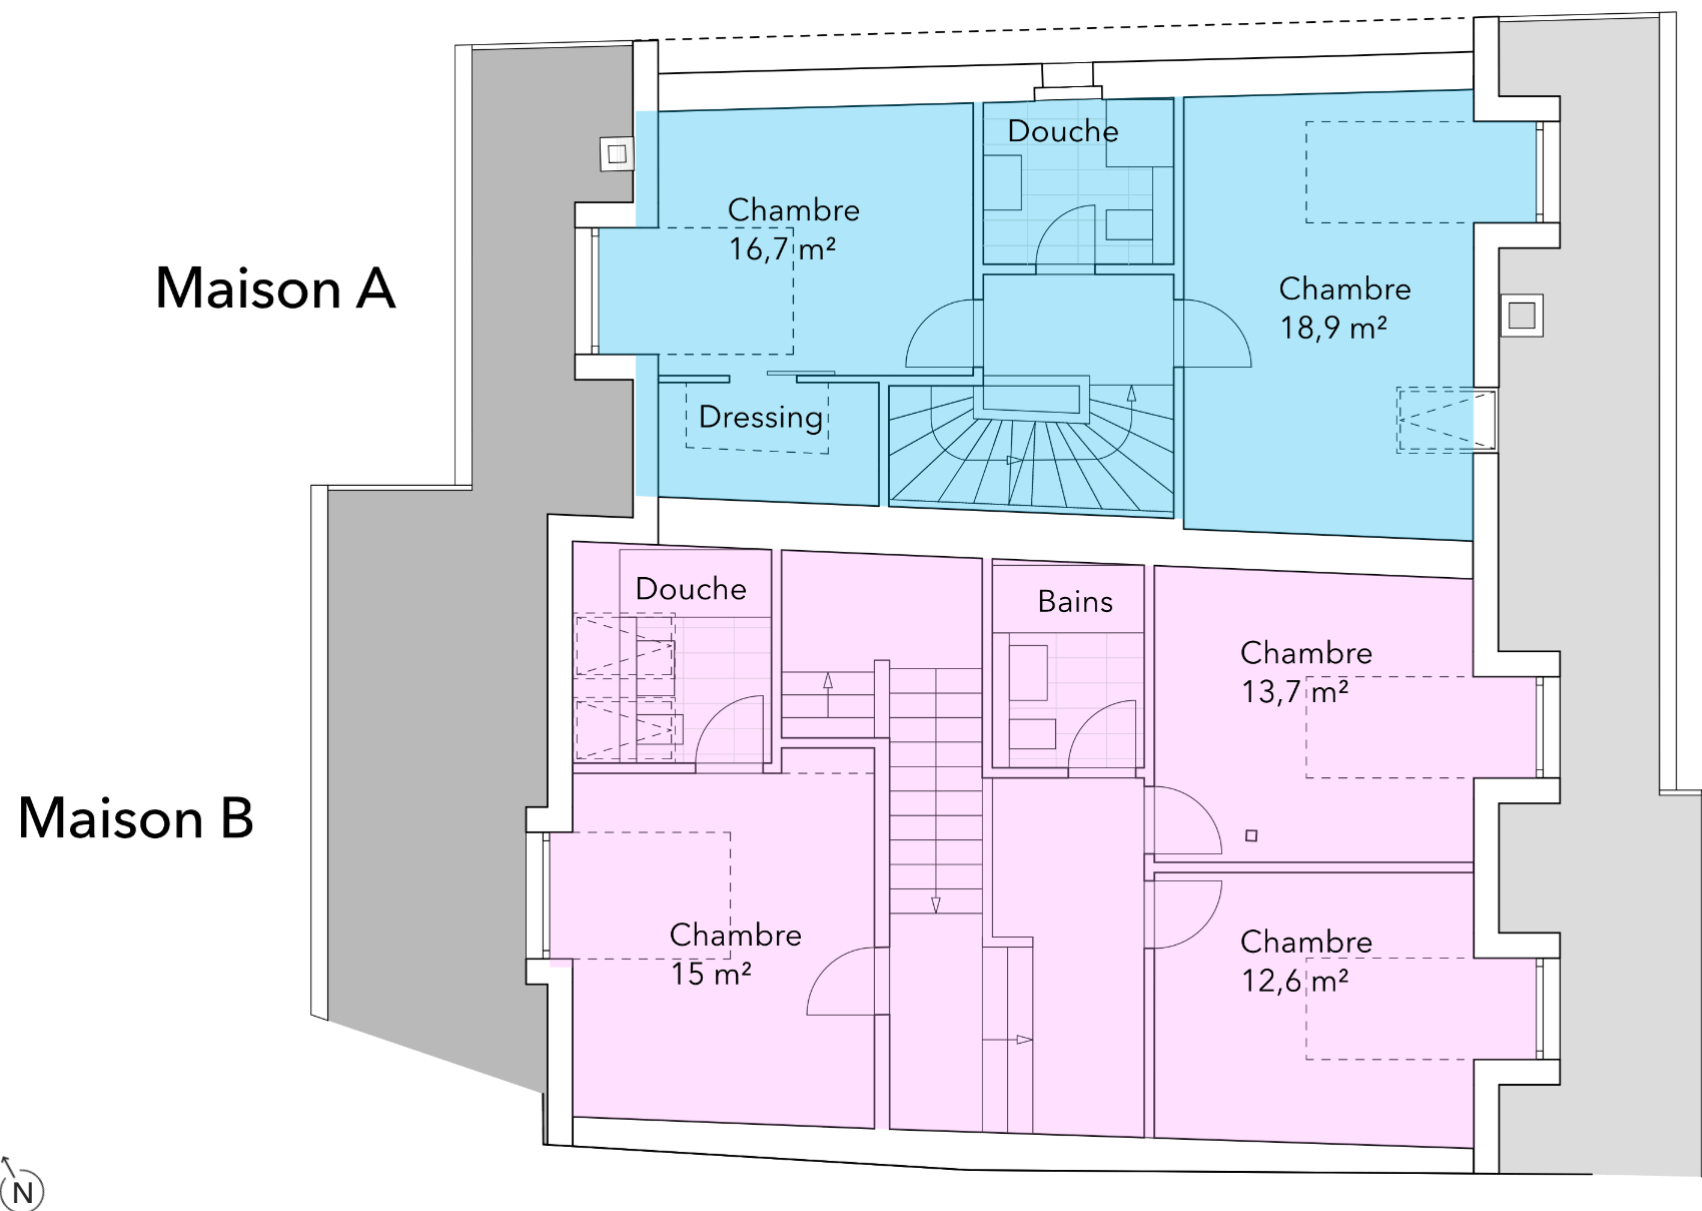 Douche
Chambre
16,7 m²
Chambre
18,9 m²
Maison A
Dressing
Douche
Bains
Chambre
13,7 m²
Maison B
Chambre
15 m²
Chambre
12,6 m²
N